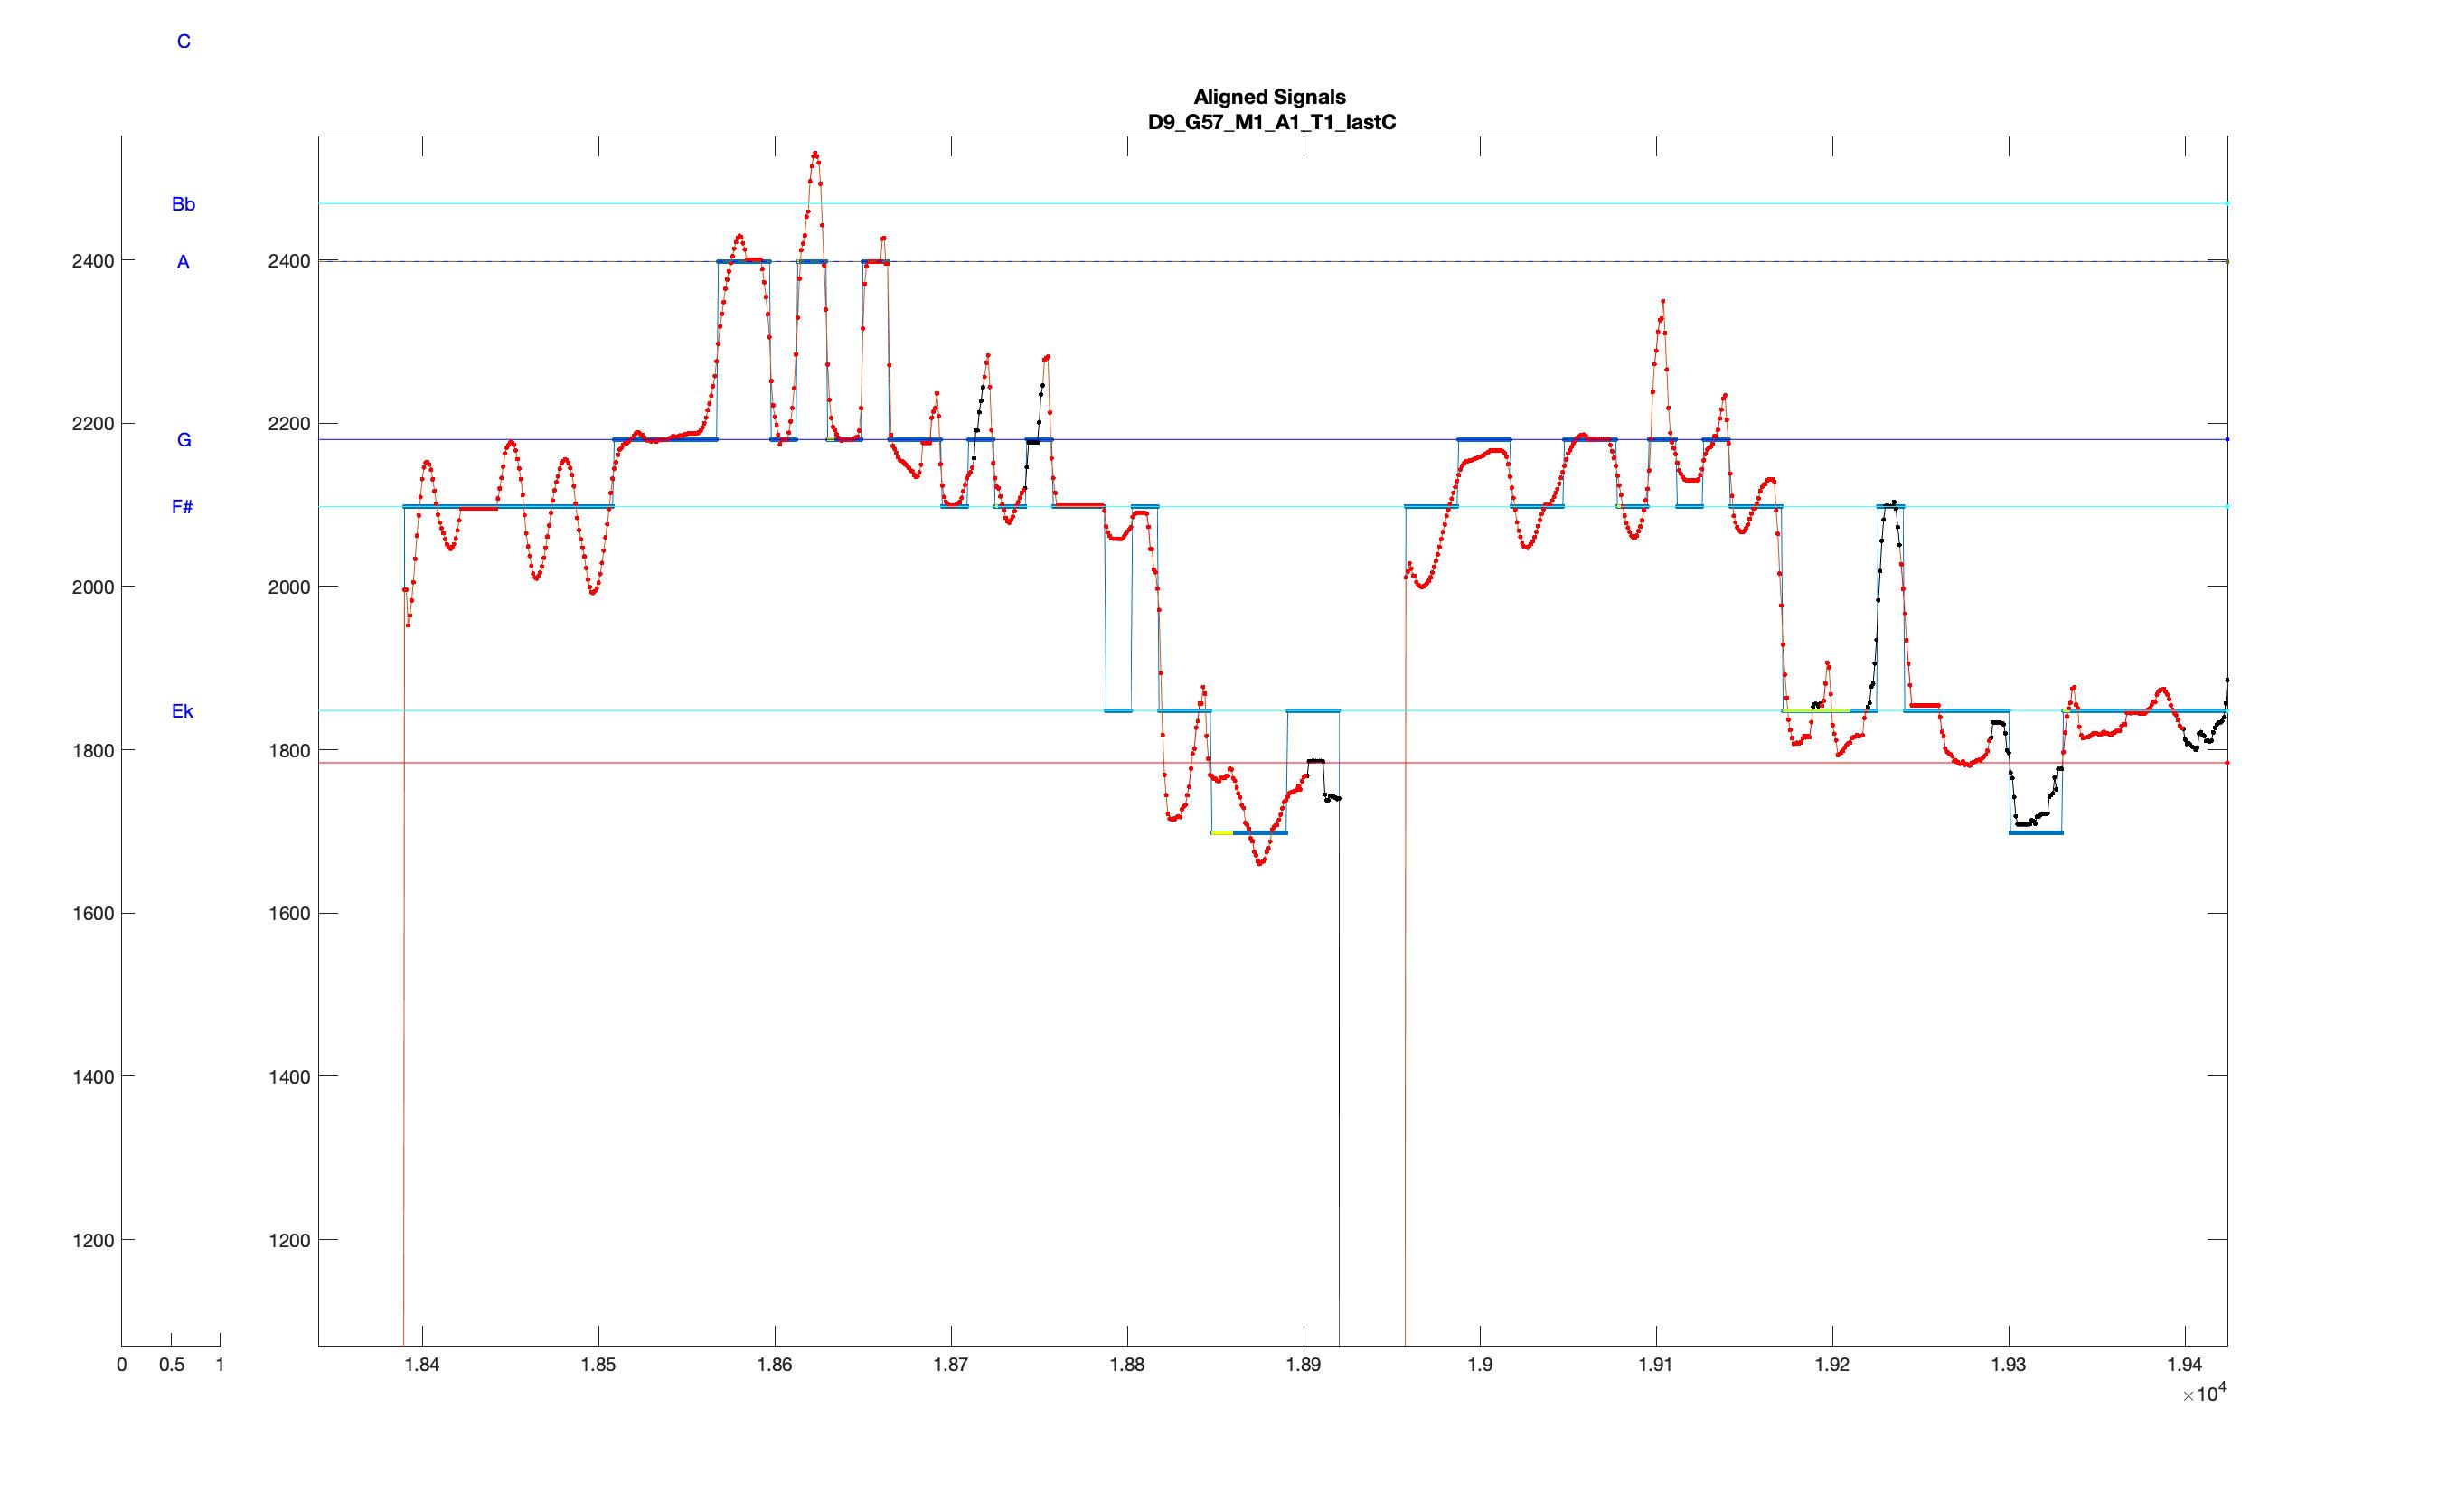 C
Aligned Signals
D9_G57_M1_A1_T1_lastC
Bb
2400 A 2400
2200 G 2200
F#
2000 2000
Ek
1800 1800
1600 1600
1400 1400
1200 1200
0 0.5 1 1.84 1.85 1.86 1.87 1.88 1.89 1.9 1.91 1.92 1.93 1.94
×10^4